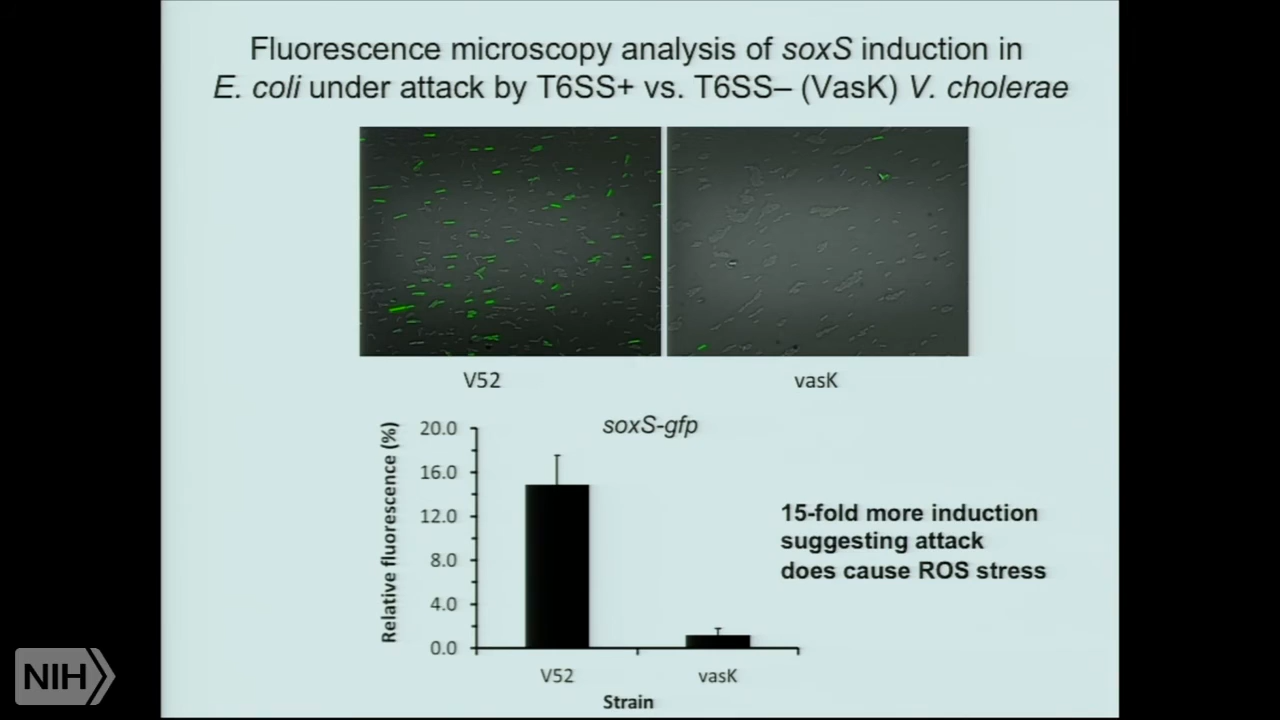 Fluorescence microscopy analysis of soxS induction in
E. coli under attack by T6SS+ vs. T6SS– (VasK) V. cholerae
V52
vasK
soxS-gfp
Relative fluorescence (%)
20.0
16.0
12.0
8.0
4.0
0.0
V52
vasK
Strain
15-fold more induction
suggesting attack
does cause ROS stress
NIH